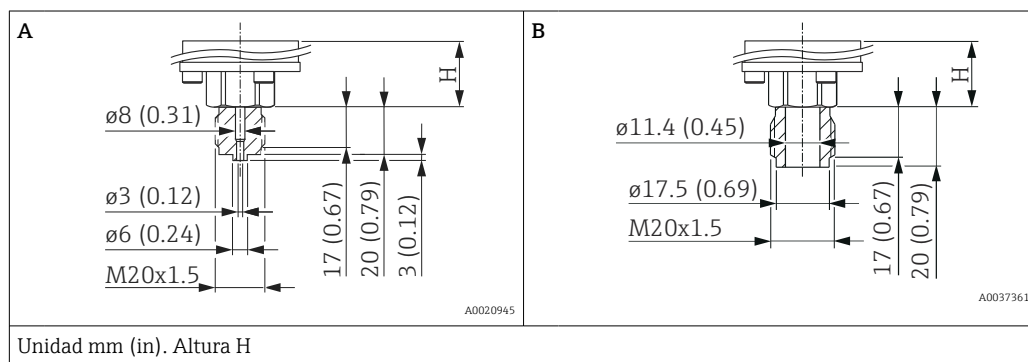 A
H
ø8 (0.31)
ø3 (0.12)
ø6 (0.24)
M20x1.5
17 (0.67)
20 (0.79)
3 (0.12)
A0020945
B
H
ø11.4 (0.45)
ø17.5 (0.69)
M20x1.5
17 (0.67)
20 (0.79)
A0037361
Unidad mm (in). Altura H